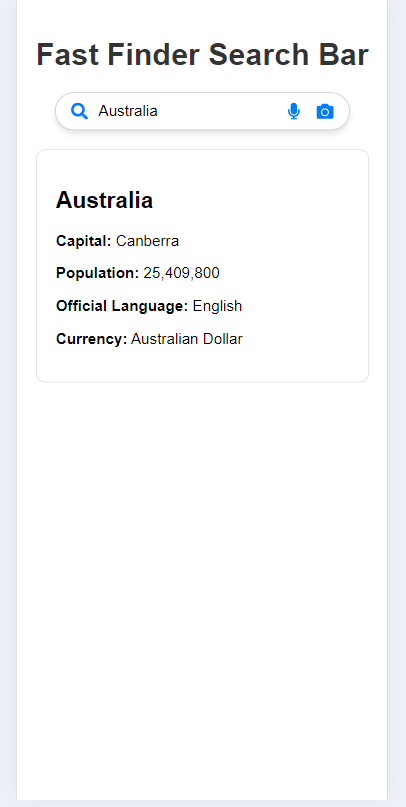 Fast Finder Search Bar
Australia
Australia
Capital: Canberra
Population: 25,409,800
Official Language: English
Currency: Australian Dollar